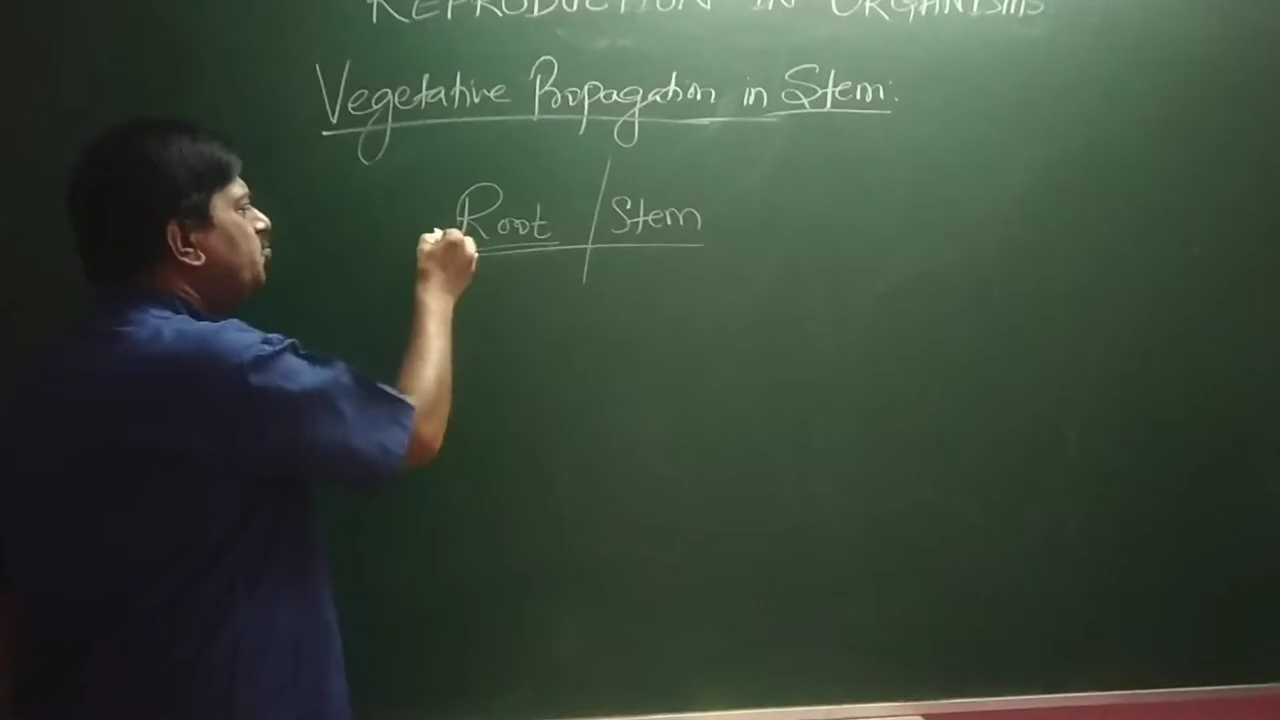 REPRODUCTION IN ORGANISMS
Vegetative Propagation in Stem:
Root Stem